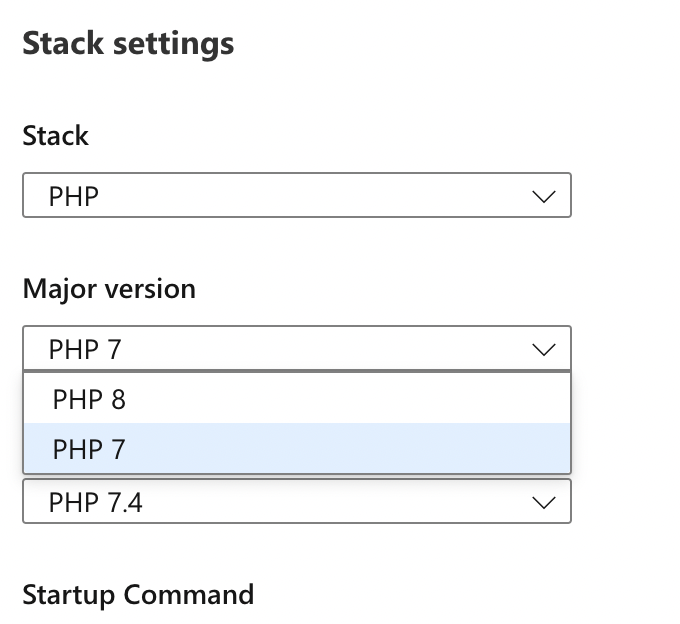 Stack settings
Stack
PHP
Major version
PHP 7
PHP 8
PHP 7
PHP 7.4
Startup Command